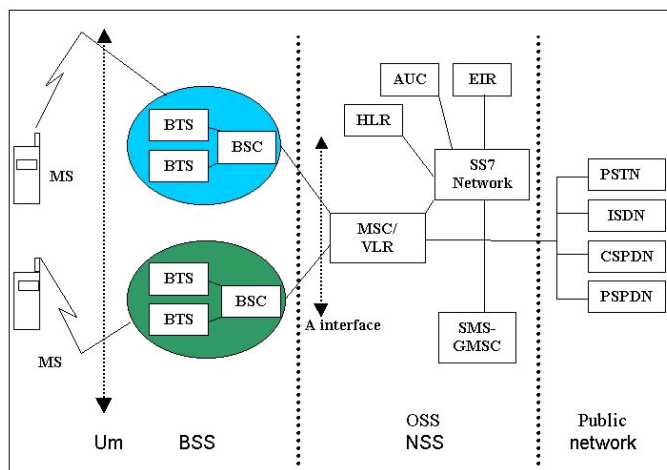 AUC
EIR
HLR
BTS
BTS
BSC
MS
SS7
Network
PSTN
ISDN
CSPDN
PSPDN
MSC/
VLR
BTS
BTS
BSC
A interface
SMS-
GMSC
MS
Um
BSS
OSS
NSS
Public
network